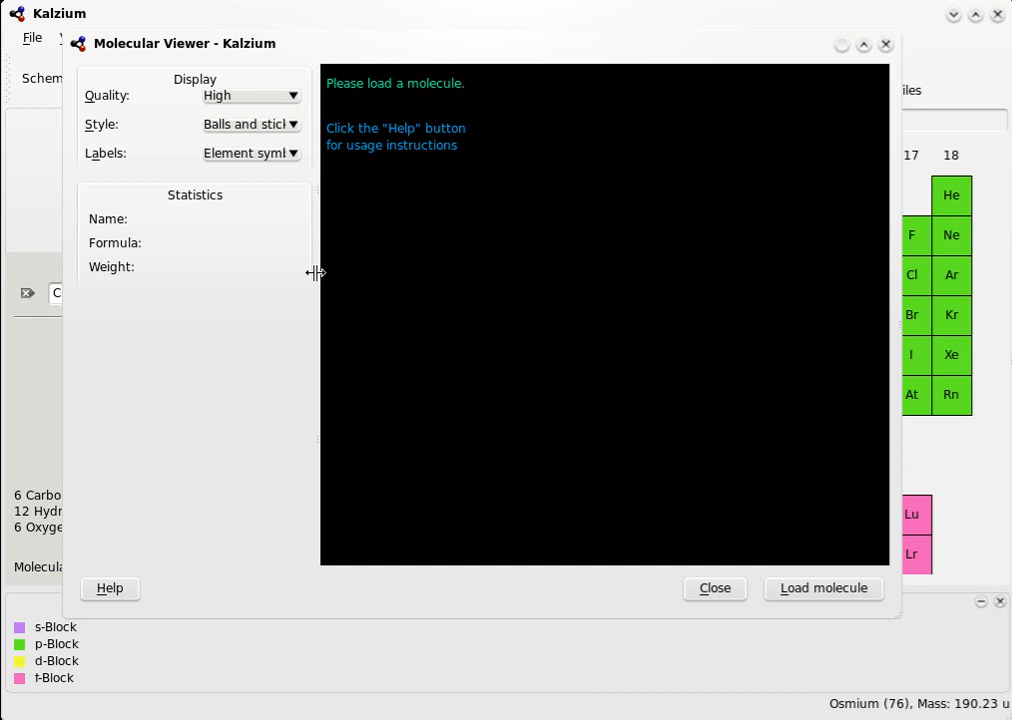 Kalzium
File
Molecular Viewer - Kalzium
Schem
Display
Quality: High
Style: Balls and sticl
Labels: Element symb
Statistics
Name:
Formula:
Weight:
Please load a molecule.
Click the "Help" button
for usage instructions
iles
17 18
He
F Ne
Cl Ar
Br Kr
I Xe
At Rn
Lu
Lr
C
6 Carbo
12 Hydr
6 Oxyge
Molecula
Help Close Load molecule
s-Block
p-Block
d-Block
f-Block
Osmium (76), Mass: 190.23 u